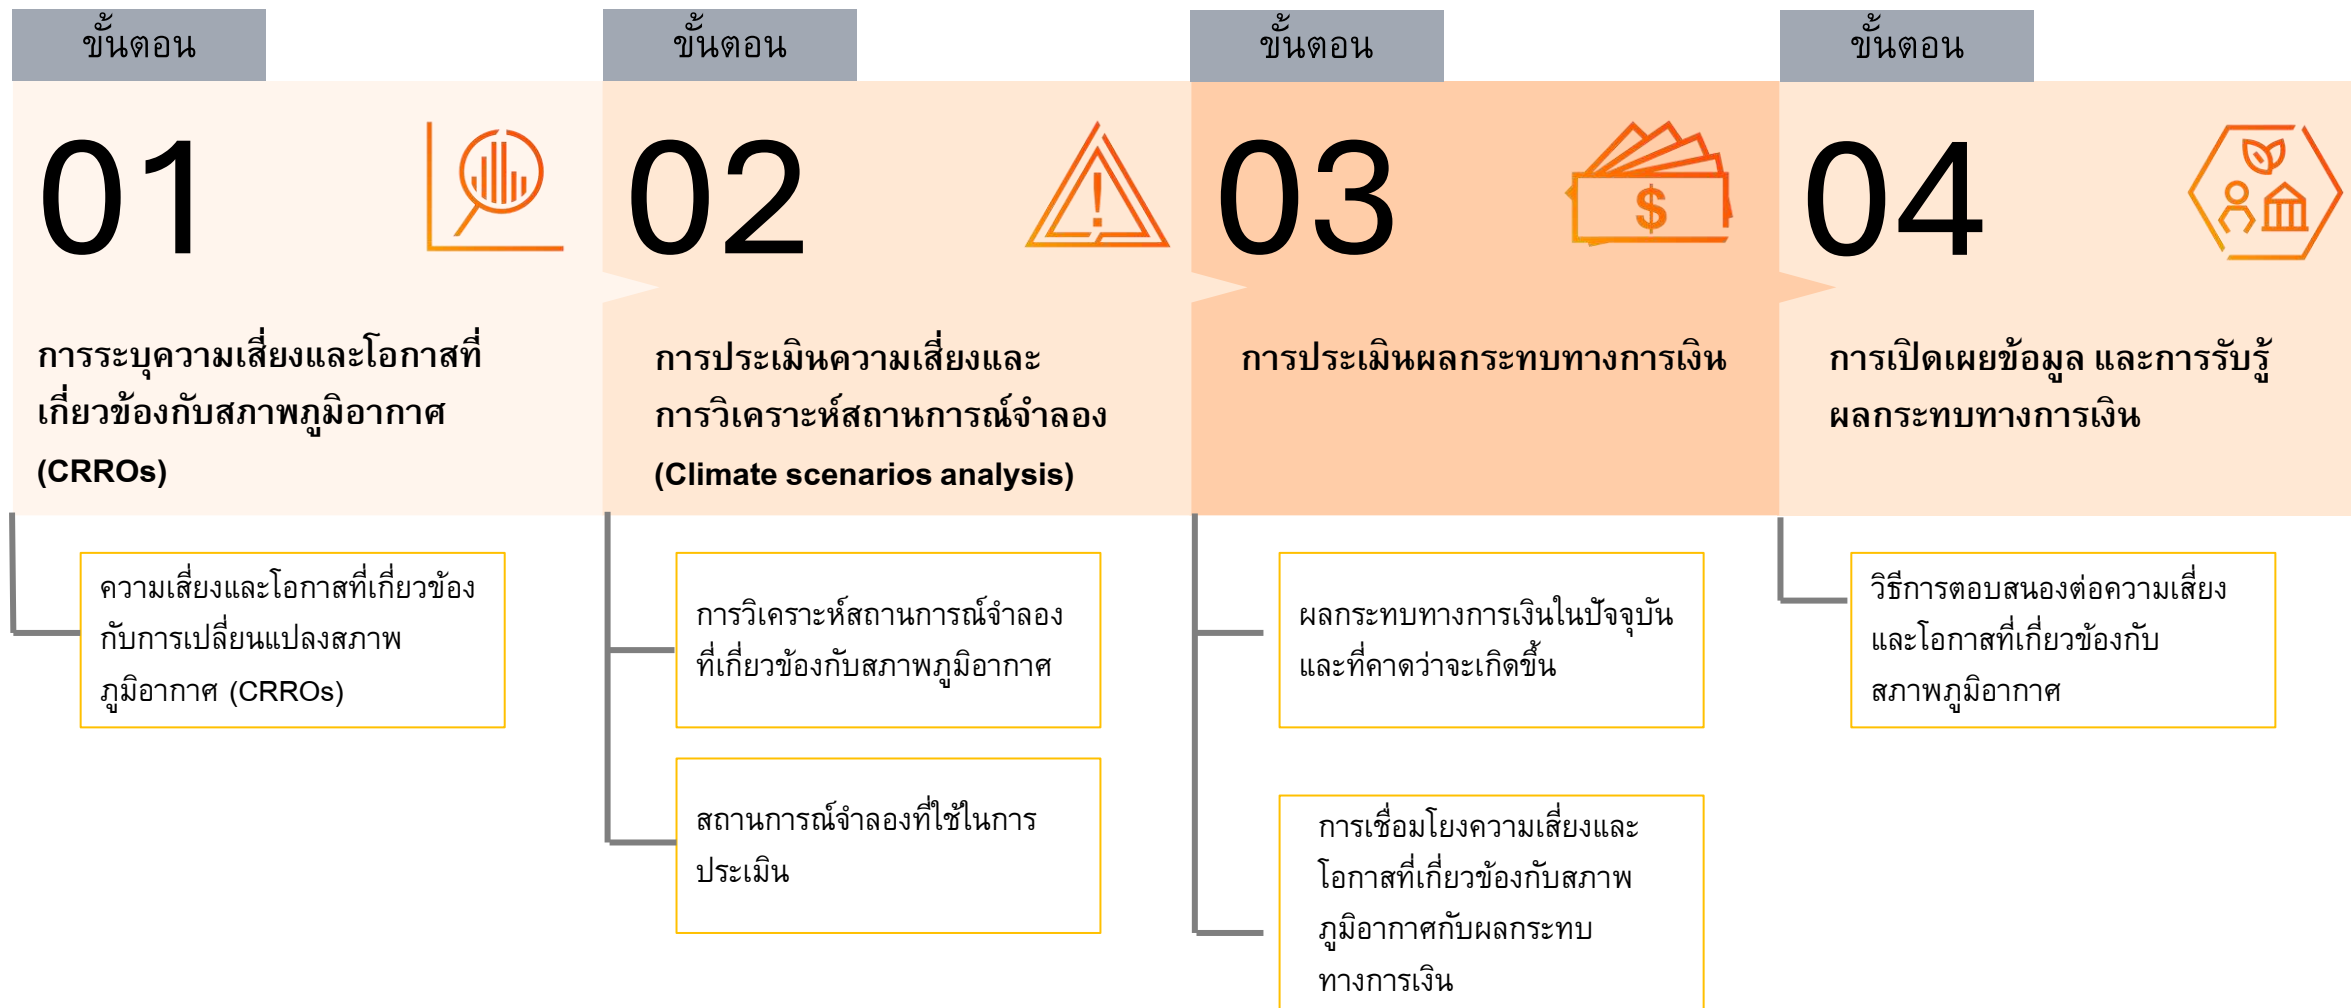 ขั้นตอน
01
การระบุความเสี่ยงและโอกาสที่
เกี่ยวข้องกับสภาพภูมิอากาศ
(CRROs)
ความเสี่ยงและโอกาสที่เกี่ยวข้อง
กับการเปลี่ยนแปลงสภาพ
ภูมิอากาศ (CRROs)
ขั้นตอน
02
การประเมินความเสี่ยงและ
การวิเคราะห์สถานการณ์จำลอง
(Climate scenarios analysis)
การวิเคราะห์สถานการณ์จำลอง
ที่เกี่ยวข้องกับสภาพภูมิอากาศ
สถานการณ์จำลองที่ใช้ในการ
ประเมิน
ขั้นตอน
03
$
การประเมินผลกระทบทางการเงิน
ผลกระทบทางการเงินในปัจจุบัน
และที่คาดว่าจะเกิดขึ้น
การเชื่อมโยงความเสี่ยงและ
โอกาสที่เกี่ยวข้องกับสภาพ
ภูมิอากาศกับผลกระทบ
ทางการเงิน
ขั้นตอน
04
การเปิดเผยข้อมูล และการรับรู้
ผลกระทบทางการเงิน
วิธีการตอบสนองต่อความเสี่ยง
และโอกาสที่เกี่ยวข้องกับ
สภาพภูมิอากาศ